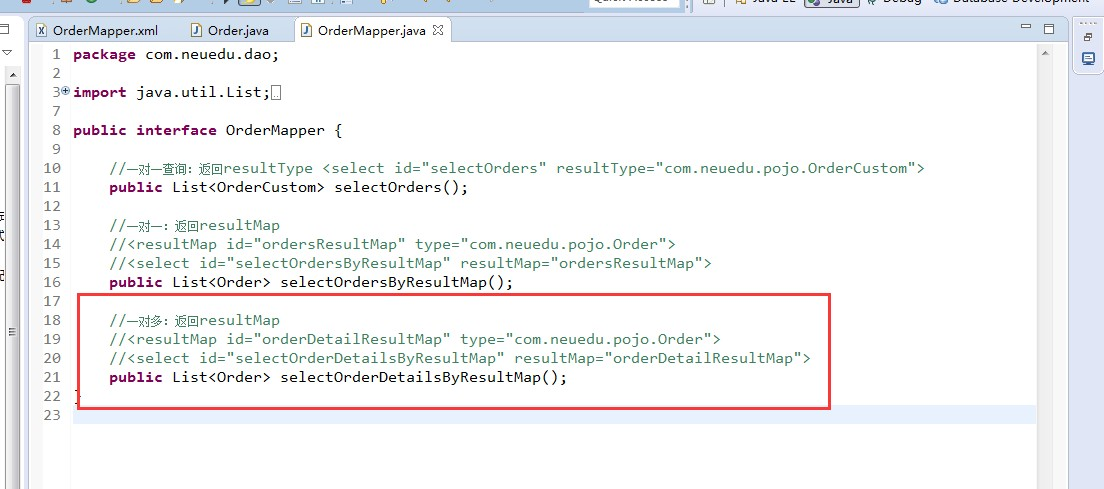 Java EE
Java
Debug
Database Development
OrderMapper.xml
Order.java
OrderMapper.java
1 package com.neuedu.dao;
2
3 import java.util.List;
7
8 public interface OrderMapper {
9
10 //一对一查询：返回resultType <select id="selectOrders" resultType="com.neuedu.pojo.OrderCustom">
11 public List<OrderCustom> selectOrders();
12
13 //一对一：返回resultMap
14 //<resultMap id="ordersResultMap" type="com.neuedu.pojo.Order">
15 //<select id="selectOrdersByResultMap" resultMap="ordersResultMap">
16 public List<Order> selectOrdersByResultMap();
17
18 //一对多：返回resultMap
19 //<resultMap id="orderDetailResultMap" type="com.neuedu.pojo.Order">
20 //<select id="selectOrderDetailsByResultMap" resultMap="orderDetailResultMap">
21 public List<Order> selectOrderDetailsByResultMap();
22 }
23